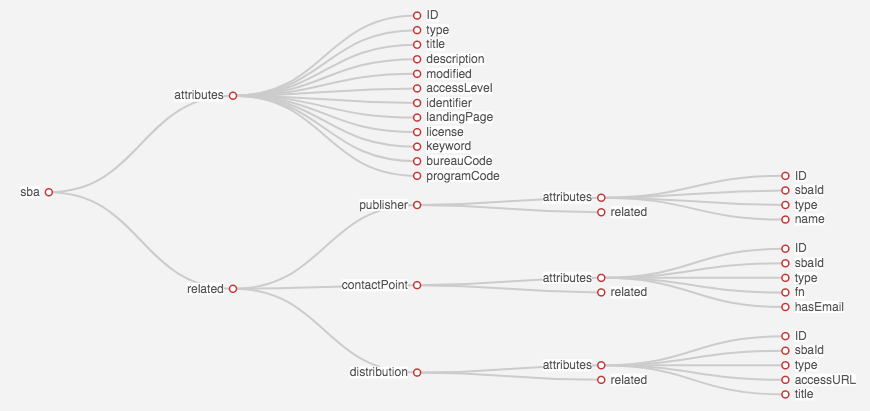 sba
attributes
ID
type
title
description
modified
accessLevel
identifier
landingPage
license
keyword
bureauCode
programCode
related
publisher
attributes
ID
sbaId
type
name
related
contactPoint
attributes
ID
sbaId
type
fn
hasEmail
related
distribution
attributes
ID
sbaId
type
accessURL
title
related